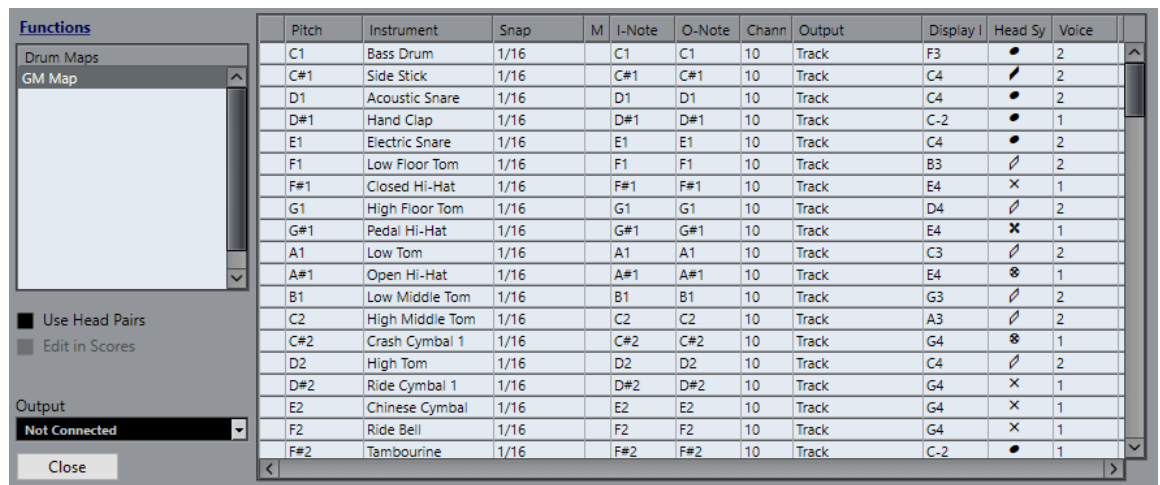 Functions
Drum Maps
GM Map
Use Head Pairs
Edit in Scores
Output
Not Connected
Close
Pitch Instrument Snap M I-Note O-Note Chann Output Display I Head Sy Voice
C1 Bass Drum 1/16 C1 C1 10 Track F3 2
C#1 Side Stick 1/16 C#1 C#1 10 Track C4 2
D1 Acoustic Snare 1/16 D1 D1 10 Track C4 2
D#1 Hand Clap 1/16 D#1 D#1 10 Track C-2 1
E1 Electric Snare 1/16 E1 E1 10 Track C4 2
F1 Low Floor Tom 1/16 F1 F1 10 Track B3 2
F#1 Closed Hi-Hat 1/16 F#1 F#1 10 Track E4 1
G1 High Floor Tom 1/16 G1 G1 10 Track D4 2
G#1 Pedal Hi-Hat 1/16 G#1 G#1 10 Track E4 1
A1 Low Tom 1/16 A1 A1 10 Track C3 2
A#1 Open Hi-Hat 1/16 A#1 A#1 10 Track E4 1
B1 Low Middle Tom 1/16 B1 B1 10 Track G3 2
C2 High Middle Tom 1/16 C2 C2 10 Track A3 2
C#2 Crash Cymbal 1 1/16 C#2 C#2 10 Track G4 1
D2 High Tom 1/16 D2 D2 10 Track C4 2
D#2 Ride Cymbal 1 1/16 D#2 D#2 10 Track G4 1
E2 Chinese Cymbal 1/16 E2 E2 10 Track G4 1
F2 Ride Bell 1/16 F2 F2 10 Track G4 1
F#2 Tambourine 1/16 F#2 F#2 10 Track C-2 1